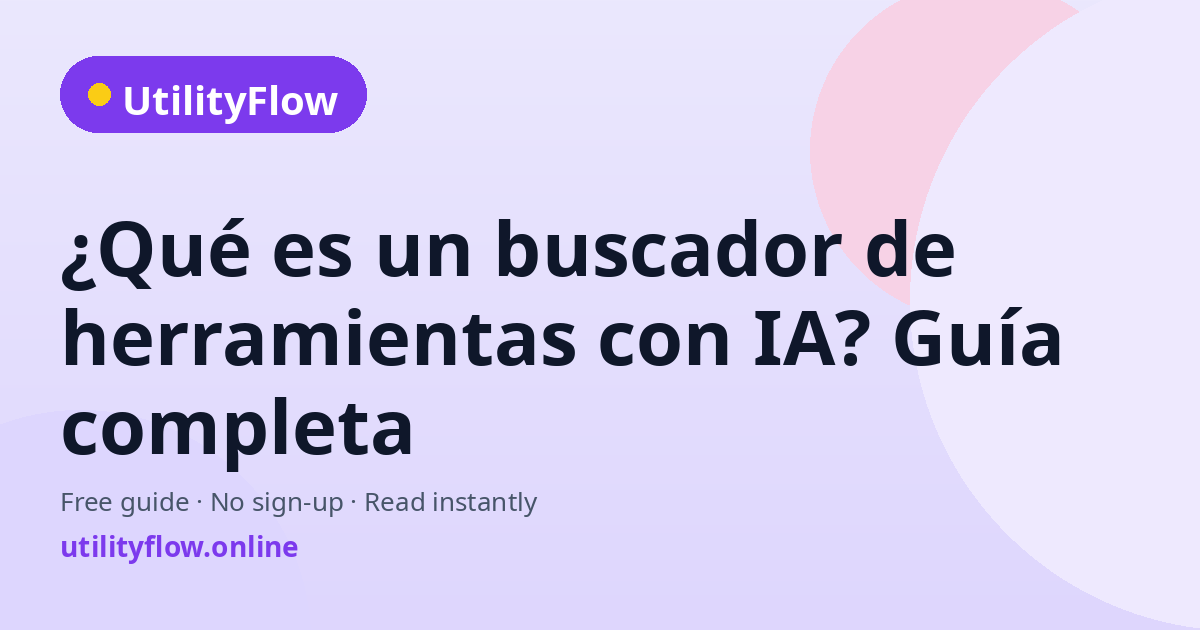 UtilityFlow
¿Qué es un buscador de
herramientas con IA? Guía
completa
Free guide · No sign-up · Read instantly
utilityflow.online